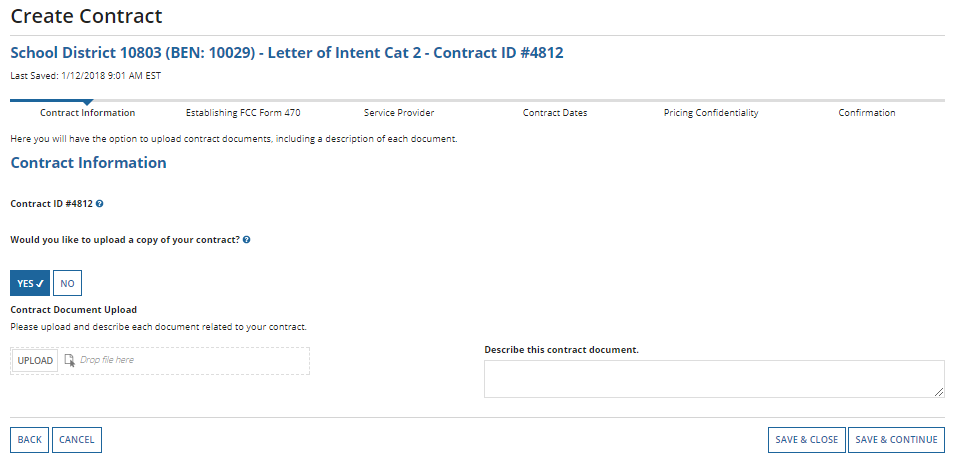 Create Contract
School District 10803 (BEN: 10029) - Letter of Intent Cat 2 - Contract ID #4812
Last Saved: 1/12/2018 9:01 AM EST
Contract Information Establishing FCC Form 470 Service Provider Contract Dates Pricing Confidentiality Confirmation
Here you will have the option to upload contract documents, including a description of each document.
Contract Information
Contract ID #4812 ?
Would you like to upload a copy of your contract? ?
YES ✔ NO
Contract Document Upload
Please upload and describe each document related to your contract.
UPLOAD Drop file here
Describe this contract document.
BACK CANCEL SAVE & CLOSE SAVE & CONTINUE